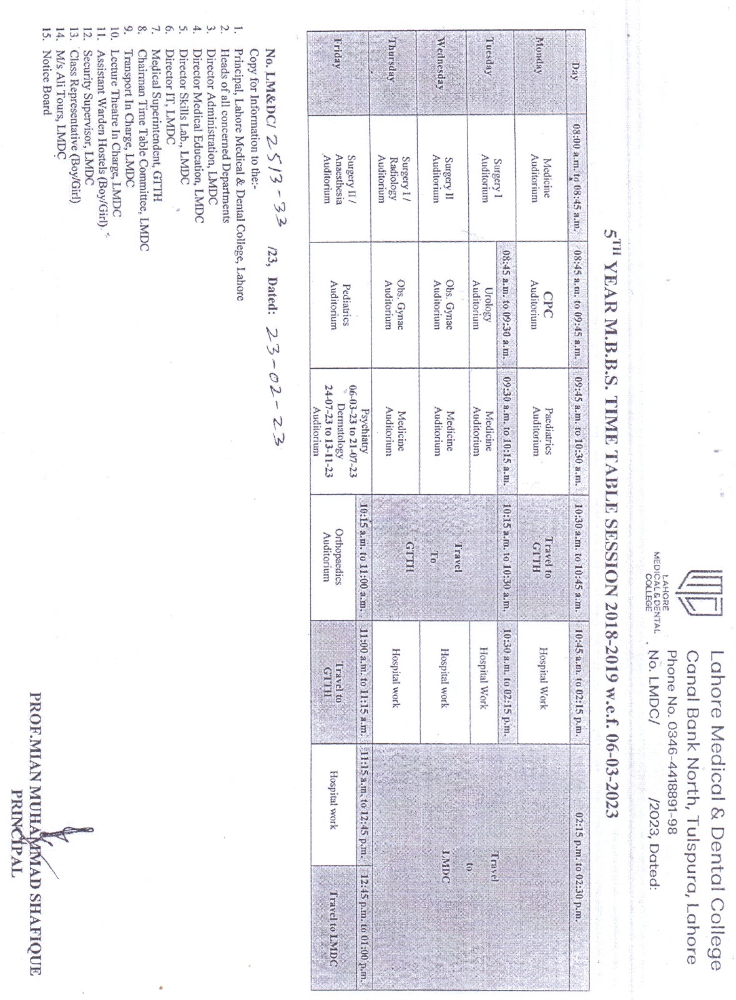 LAHORE
MEDICAL & DENTAL
COLLEGE
Lahore Medical & Dental College
Canal Bank North, Tulspura, Lahore
Phone No. 0346-4418891-98
No. LMDC/ /2023, Dated:
5TH YEAR M.B.B.S. TIME TABLE SESSION 2018-2019 w.e.f. 06-03-2023
Day 08:00 a.m. to 08:45 a.m. 08:45 a.m. to 09:45 a.m. 09:45 a.m. to 10:30 a.m. 10:30 a.m. to 10:45 a.m. 10:45 a.m. to 02:15 p.m. 02:15 p.m. to 02:30 p.m.
Monday Medicine CPC Paediatrics Travel to Hospital Work
Auditorium Auditorium Auditorium GTTH
08:45 a.m. to 09:30 a.m. 09:30 a.m. to 10:15 a.m. 10:15 a.m. to 10:30 a.m. 10:30 a.m. to 02:15 p.m.
Tuesday Surgery I Urology Medicine Hospital Work
Auditorium Auditorium Auditorium
Travel
to
LMDC
Wednesday Surgery II Obs. Gynae Medicine Hospital work
Auditorium Auditorium Auditorium
Travel
To
GTTH
Thursday Surgery I / Obs. Gynae Medicine Hospital work
Radiology Auditorium Auditorium
Auditorium
10:15 a.m. to 11:00 a.m. 11:00 a.m. to 11:15 a.m. 11:15 a.m. to 12:45 p.m. 12:45 p.m. to 01:00 p.m.
Friday Surgery II / Pediatrics Psychiatry Orthopaedics Travel to Hospital work Travel to LMDC
Anaesthesia Auditorium 06-03-23 to 21-07-23 Auditorium GTTH
Auditorium Dermatology
24-07-23 to 13-11-23
Auditorium
No. LM&DC/ 2513-33 /23, Dated: 23-02-23
Copy for Information to the:-
1. Principal, Lahore Medical & Dental College, Lahore
2. Heads of all concerned Departments
3. Director Administration, LMDC
4. Director Medical Education, LMDC
5. Director Skills Lab., LMDC
6. Director IT, LMDC
7. Medical Superintendent, GTTH
8. Chairman Time Table Committee, LMDC
9. Transport In Charge, LMDC
10. Lecture Theatre In Charge, LMDC
11. Assistant Warden Hostels (Boy/Girl)
12. Security Supervisor, LMDC
13. Class Representative (Boy/Girl)
14. M/s Ali Tours, LMDC
15. Notice Board
PROF.MIAN MUHAMMAD SHAFIQUE
PRINCIPAL